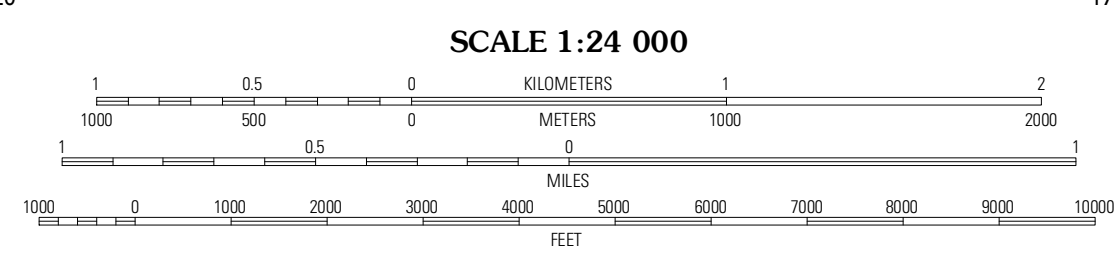 SCALE 1:24 000
1 0.5 0 KILOMETERS 1 2
1000 500 0 METERS 1000 2000
1 0.5 0 1
MILES
1000 0 1000 2000 3000 4000 5000 6000 7000 8000 9000 10000
FEET